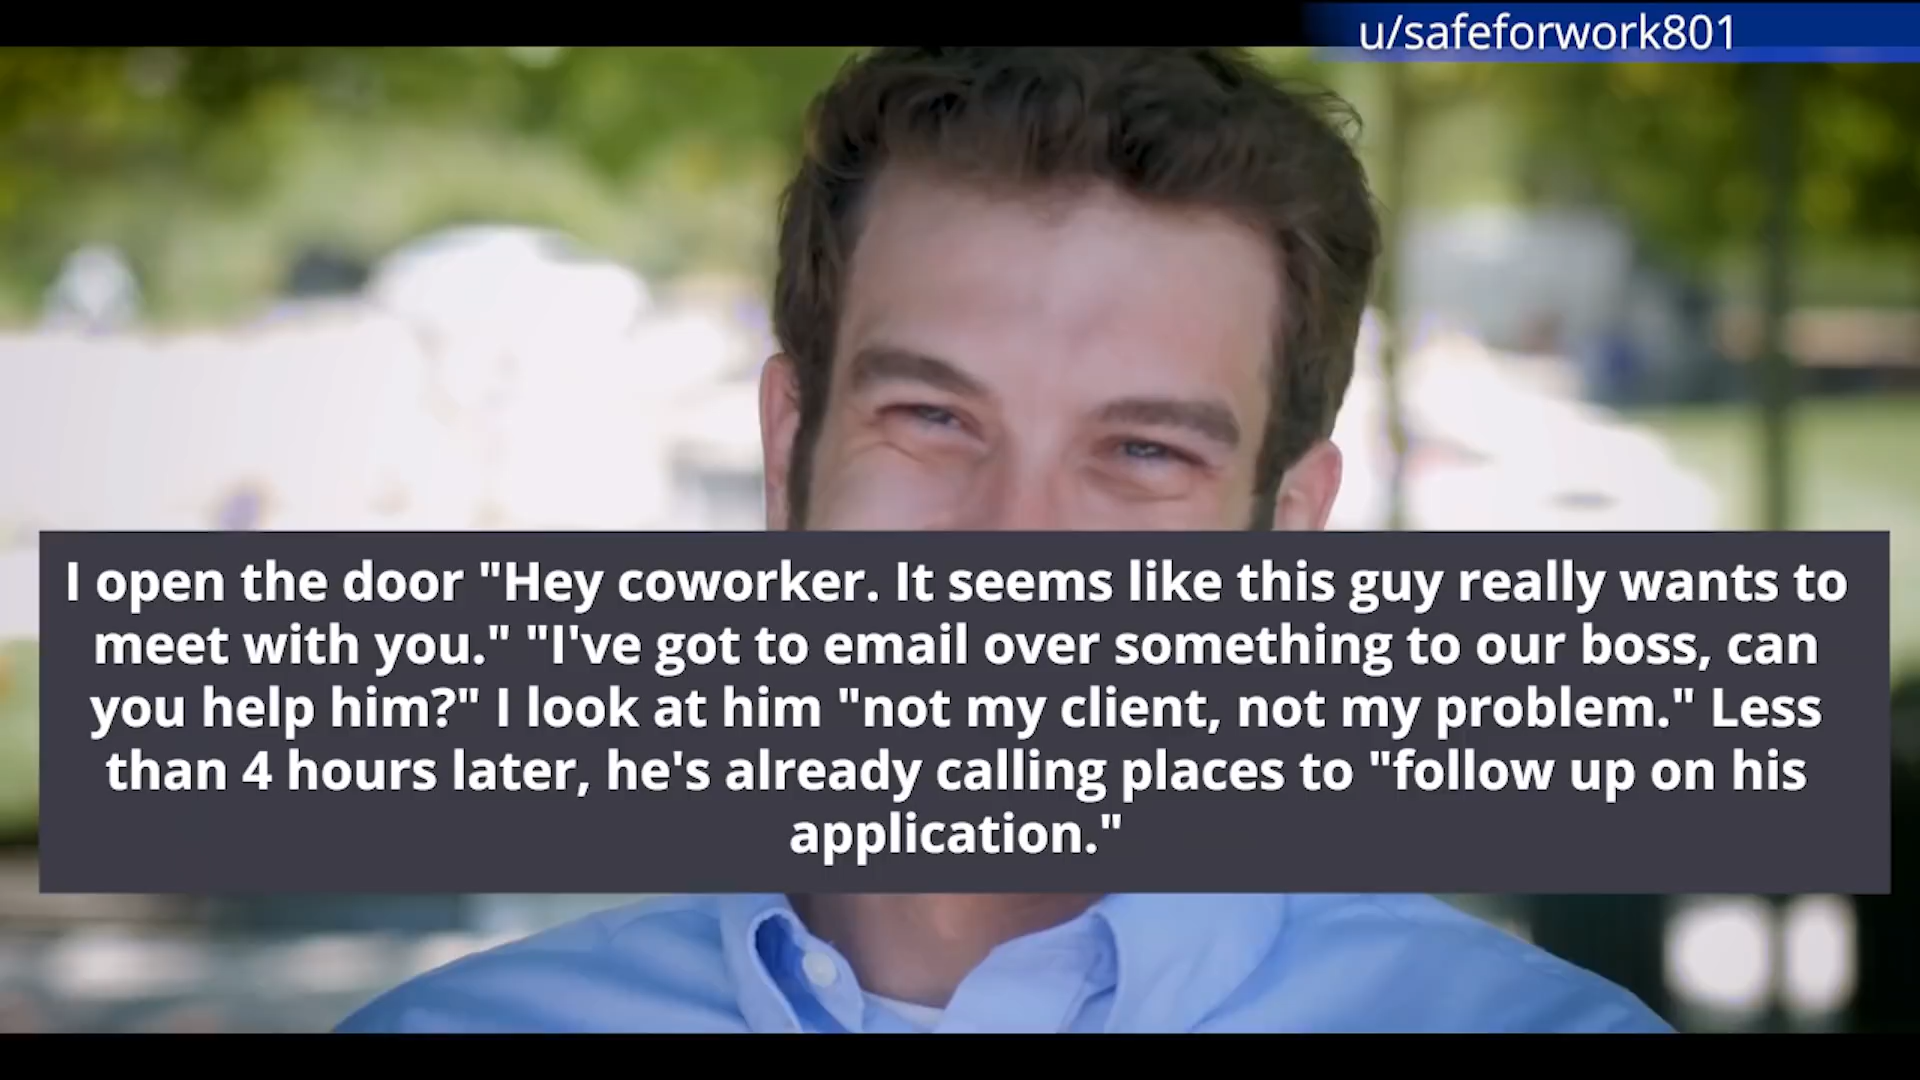 u/safeforwork801
I open the door "Hey coworker. It seems like this guy really wants to
meet with you." "I've got to email over something to our boss, can
you help him?" I look at him "not my client, not my problem." Less
than 4 hours later, he's already calling places to "follow up on his
application."